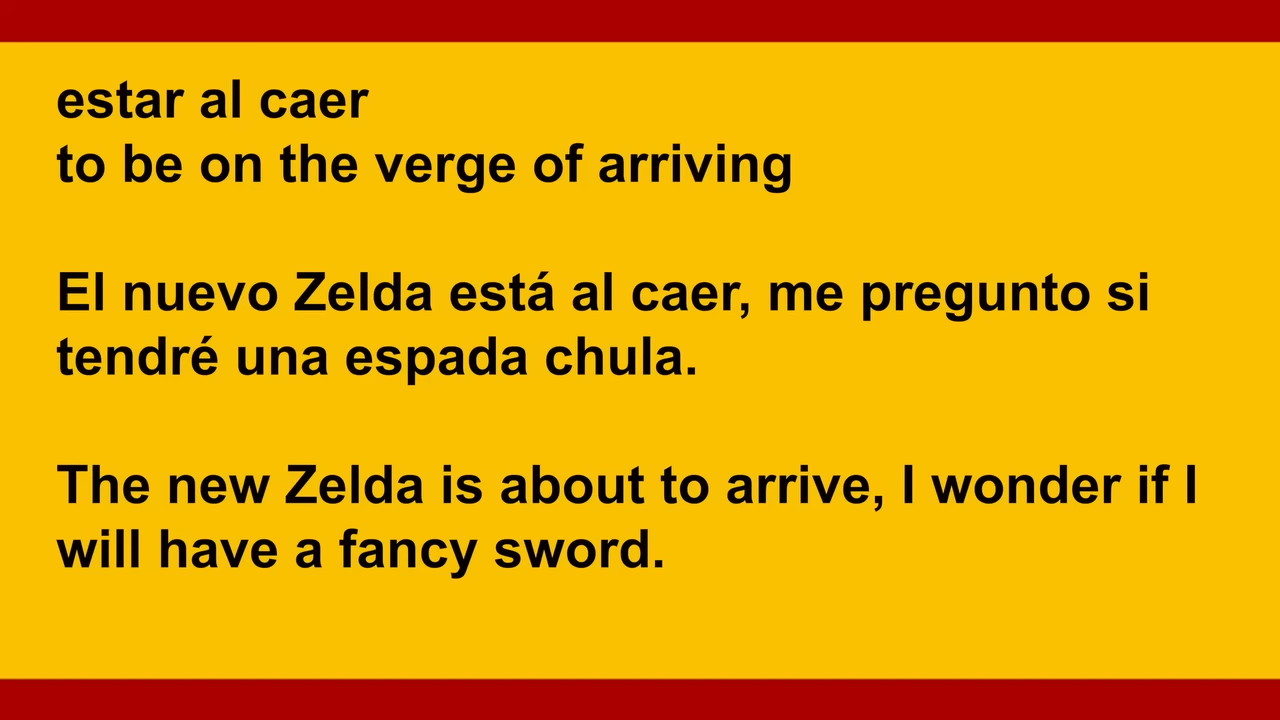 estar al caer
to be on the verge of arriving
El nuevo Zelda está al caer, me pregunto si
tendré una espada chula.
The new Zelda is about to arrive, I wonder if I
will have a fancy sword.